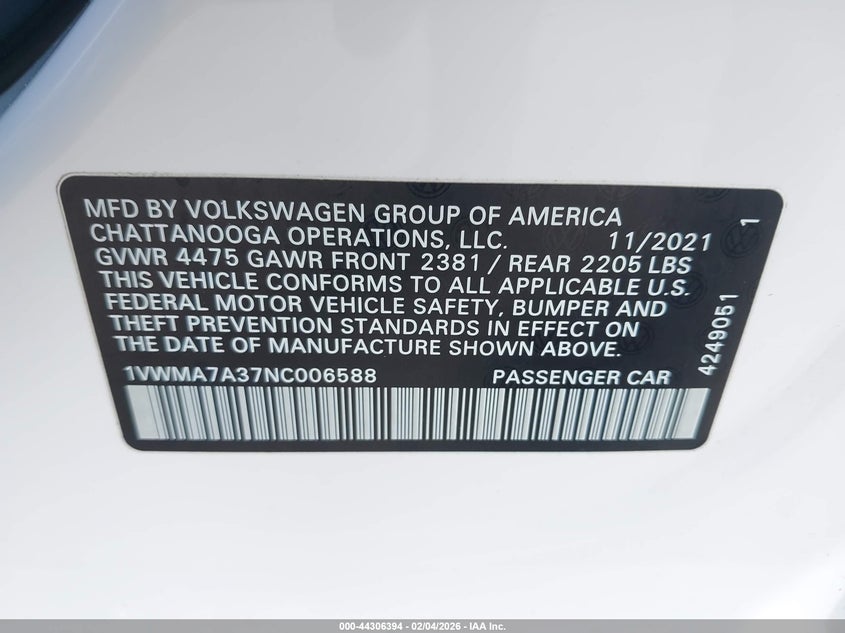 MFD BY VOLKSWAGEN GROUP OF AMERICA
CHATTANOOGA OPERATIONS, LLC. 11/2021 1
GVWR 4475 GAWR FRONT 2381 / REAR 2205 LBS
THIS VEHICLE CONFORMS TO ALL APPLICABLE U.S.
FEDERAL MOTOR VEHICLE SAFETY, BUMPER AND
THEFT PREVENTION STANDARDS IN EFFECT ON
THE DATE OF MANUFACTURE SHOWN ABOVE.
1VWMA7A37NC006588 PASSENGER CAR
4249051
000-44306394 - 02/04/2026 - IAA Inc.